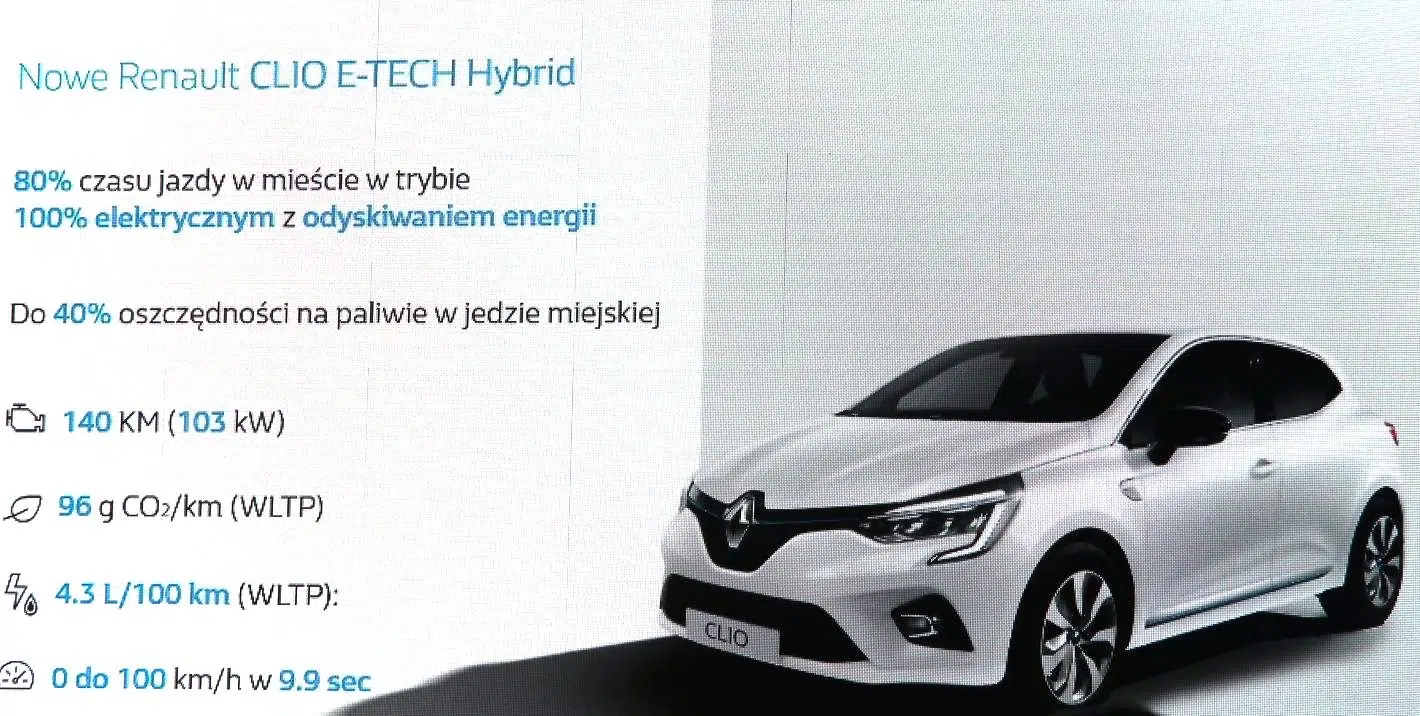 Nowe Renault CLIO E-TECH Hybrid
80% czasu jazdy w mieście w trybie
100% elektrycznym z odyskiwaniem energii
Do 40% oszczędności na paliwie w jedzie miejskiej
140 KM (103 kW)
96 g CO₂/km (WLTP)
4.3 L/100 km (WLTP):
0 do 100 km/h w 9.9 sec
CLIO